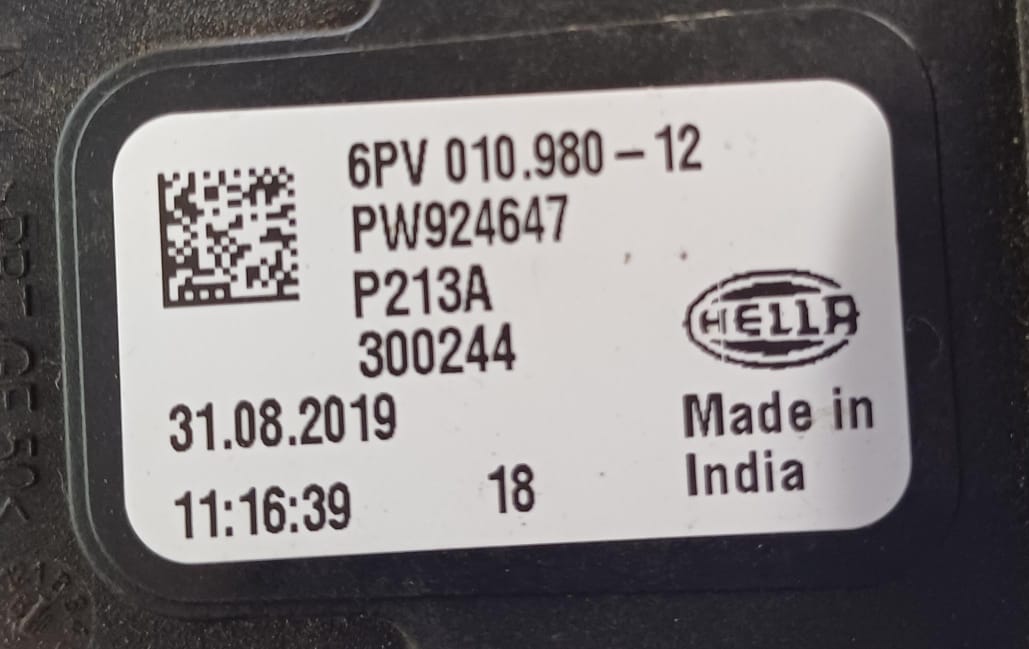 6PV 010.980-12
PW924647
P213A
300244
31.08.2019
11:16:39
18
HELLA
Made in
India